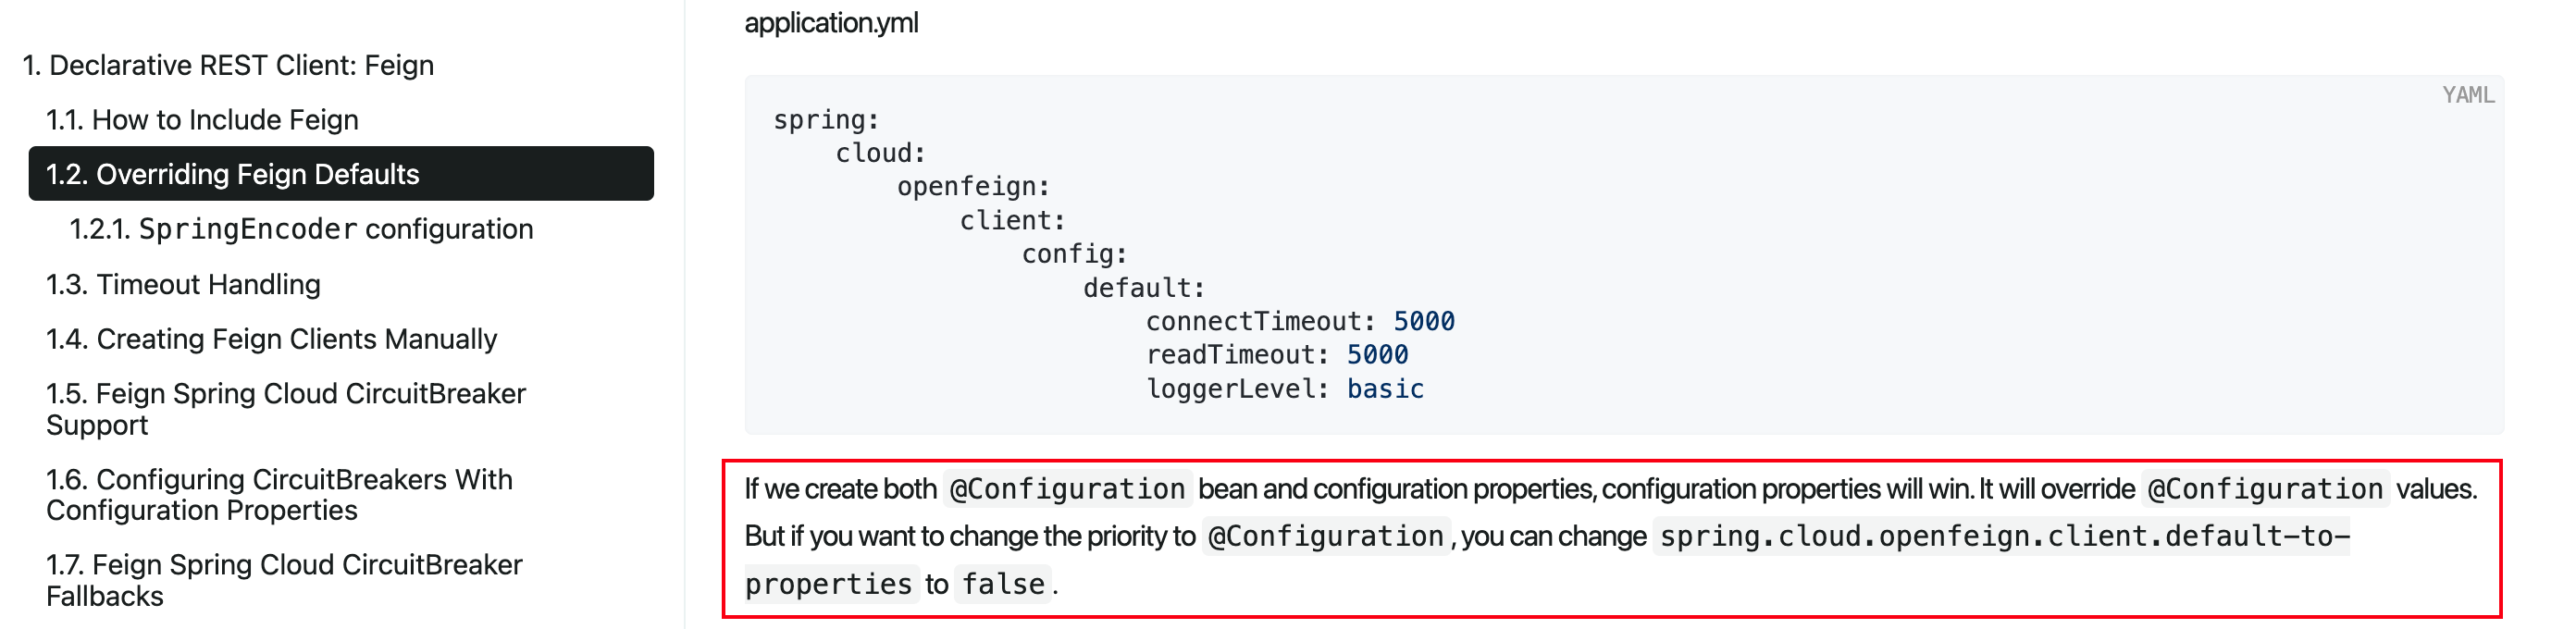 1. Declarative REST Client: Feign
1.1. How to Include Feign
1.2. Overriding Feign Defaults
1.2.1. SpringEncoder configuration
1.3. Timeout Handling
1.4. Creating Feign Clients Manually
1.5. Feign Spring Cloud CircuitBreaker
Support
1.6. Configuring CircuitBreakers With
Configuration Properties
1.7. Feign Spring Cloud CircuitBreaker
Fallbacks
application.yml
YAML
spring:
    cloud:
        openfeign:
            client:
                config:
                    default:
                        connectTimeout: 5000
                        readTimeout: 5000
                        loggerLevel: basic
If we create both @Configuration bean and configuration properties, configuration properties will win. It will override @Configuration values.
But if you want to change the priority to @Configuration, you can change spring.cloud.openfeign.client.default-to-
properties to false.